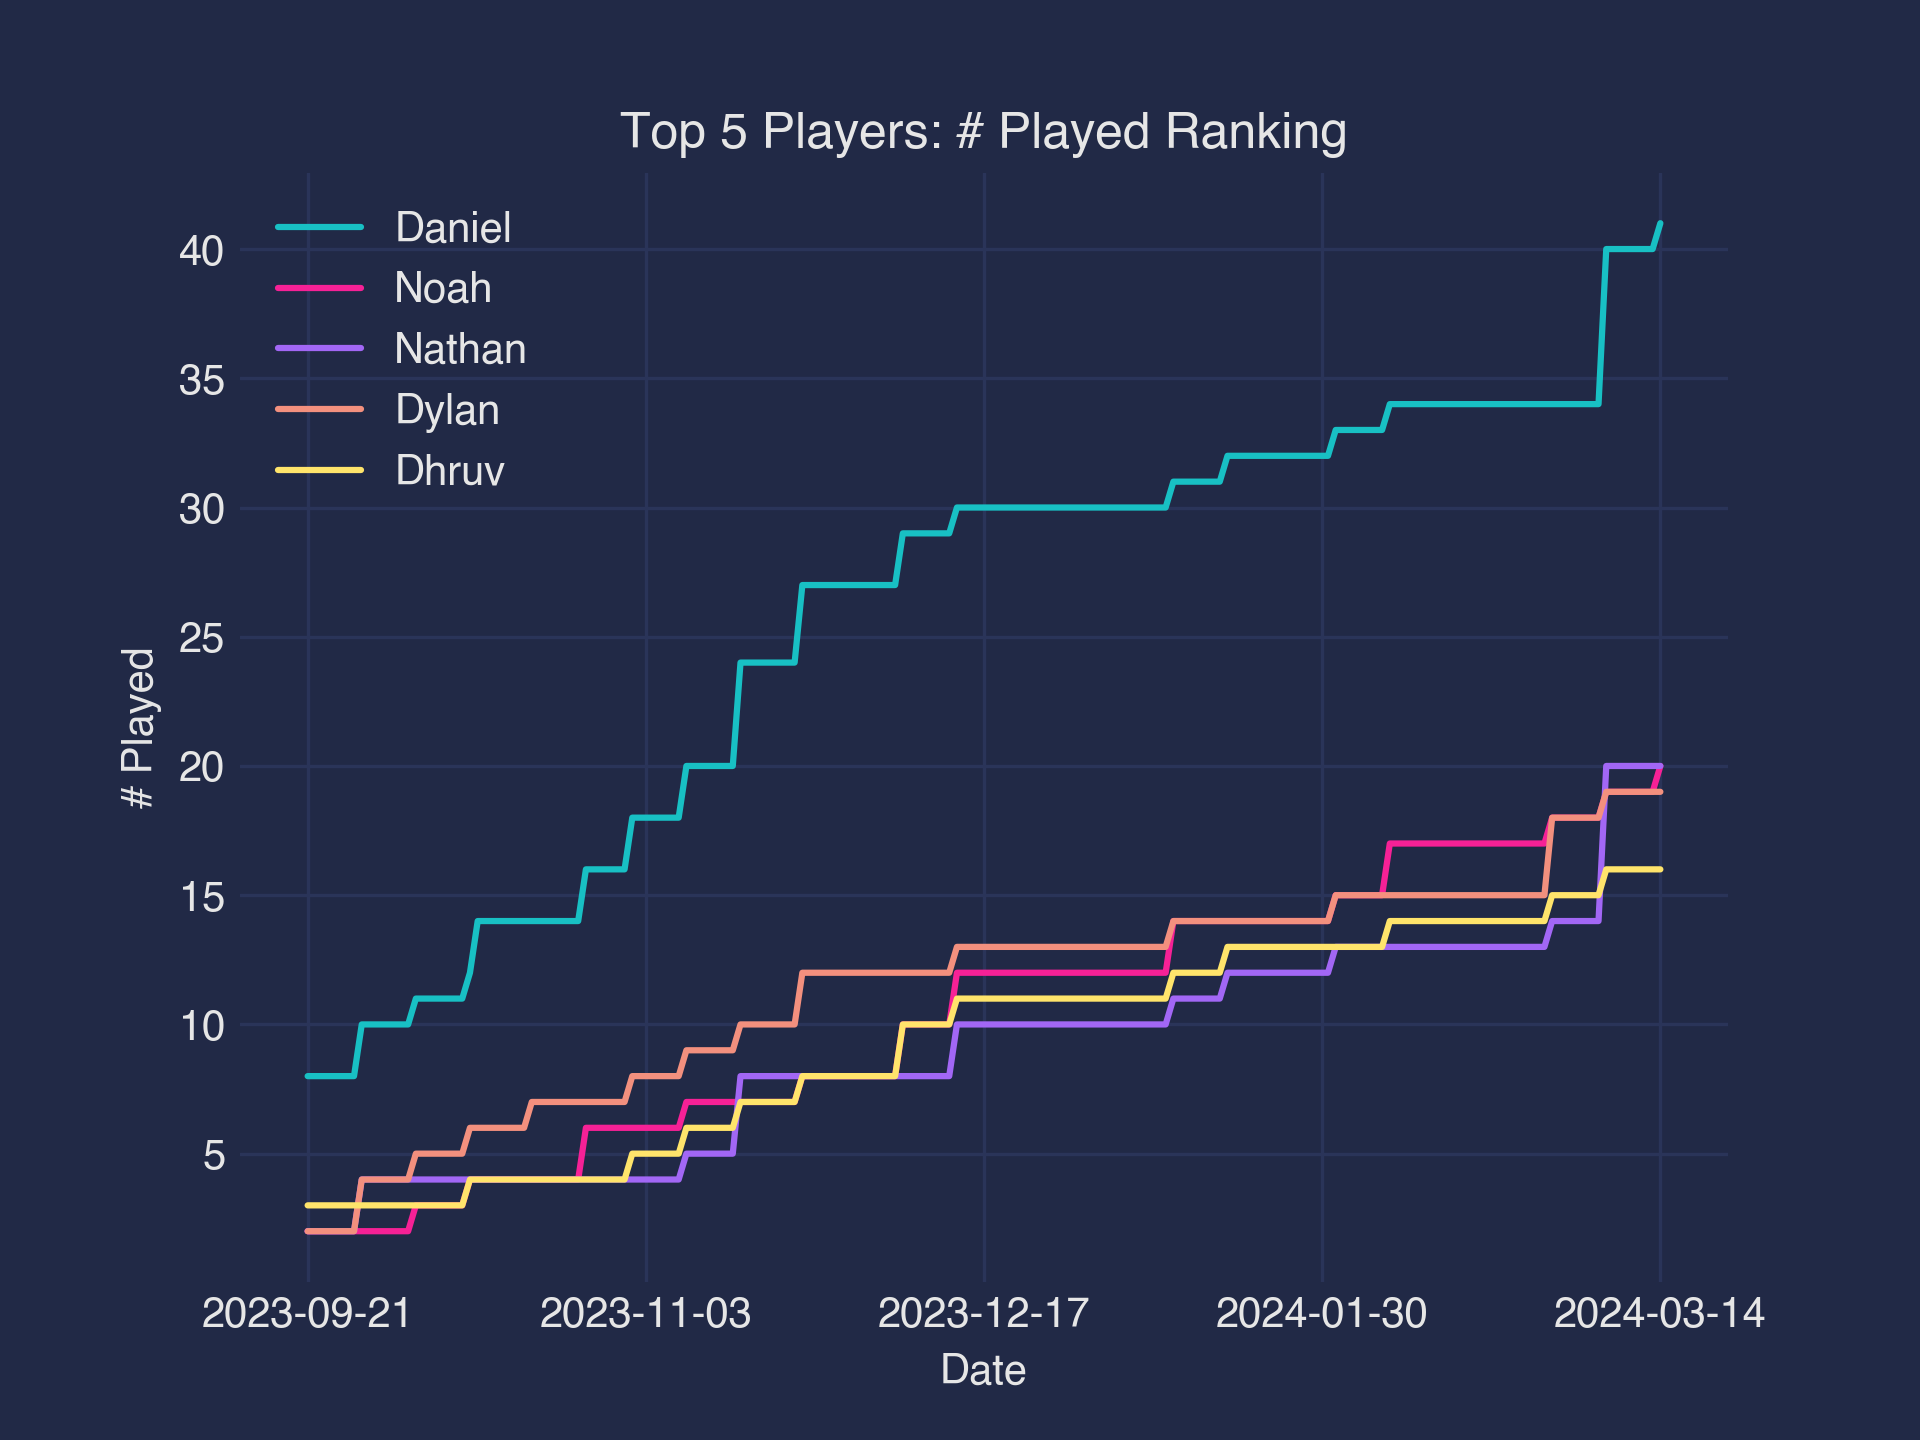 Top 5 Players: # Played Ranking
Daniel
Noah
Nathan
Dylan
Dhruv
40
35
30
25
20
15
10
5
# Played
2023-09-21
2023-11-03
2023-12-17
2024-01-30
2024-03-14
Date